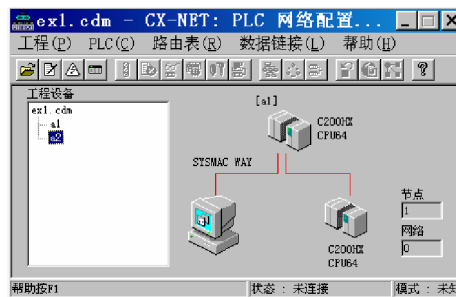 ex1.cdm - CX-NET: PLC 网络配置...
工程(P) PLC(C) 路由表(R) 数据链接(L) 帮助(H)
工程设备
ex1.cdm
a1
a2
[a1]
C200HX
CPU64
SYSMAC WAY
C200HX
CPU64
节点
1
网络
0
帮助按F1 状态 : 未连接 模式 : 未知